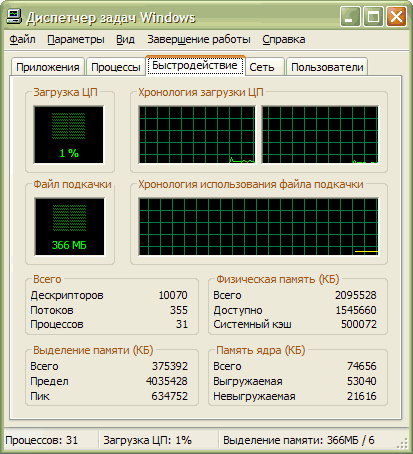 Диспетчер задач Windows
Файл Параметры Вид Завершение работы Справка
Приложения Процессы Быстродействие Сеть Пользователи
Загрузка ЦП Хронология загрузки ЦП
1 %
Файл подкачки Хронология использования файла подкачки
366 МБ
Всего Физическая память (КБ)
Дескрипторов 10070 Всего 2095528
Потоков 355 Доступно 1545660
Процессов 31 Системный кэш 500072
Выделение памяти (КБ) Память ядра (КБ)
Всего 375392 Всего 74656
Предел 4035428 Выгружаемая 53040
Пик 634752 Невыгружаемая 21616
Процессов: 31 Загрузка ЦП: 1% Выделение памяти: 366МБ / 6